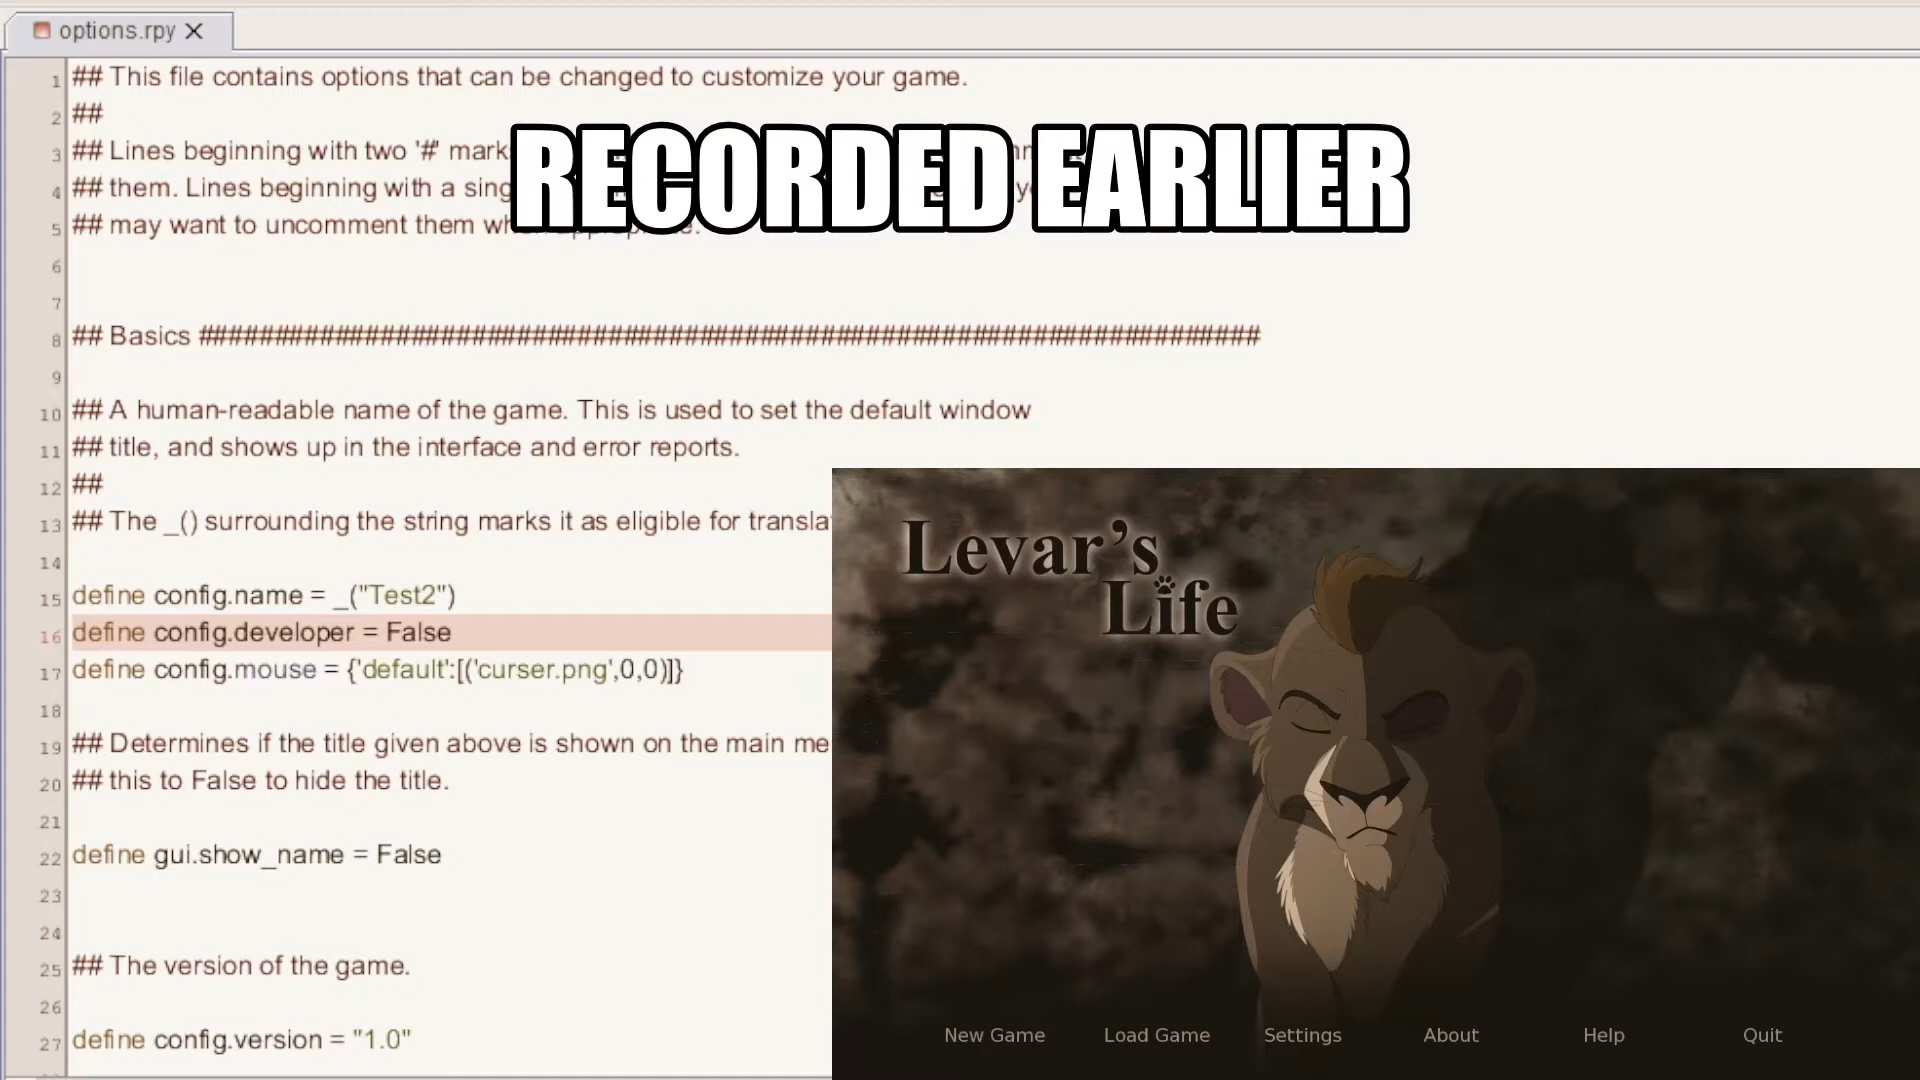 options.rpy
1 ## This file contains options that can be changed to customize your game.
2 ##
3 ## Lines beginning with two '#' mark
4 ## them. Lines beginning with a sing
5 ## may want to uncomment them
RECORDED EARLIER
6
7
8 ## Basics ######################################################################
9
10 ## A human-readable name of the game. This is used to set the default window
11 ## title, and shows up in the interface and error reports.
12 ##
13 ## The _() surrounding the string marks it as eligible for transla
14
15 define config.name = _("Test2")
16 define config.developer = False
17 define config.mouse = {'default':[('curser.png',0,0)]}
18
19 ## Determines if the title given above is shown on the main me
20 ## this to False to hide the title.
21
22 define gui.show_name = False
23
24
25 ## The version of the game.
26
27 define config.version = "1.0"
Levar's
Life
New Game Load Game Settings About Help Quit